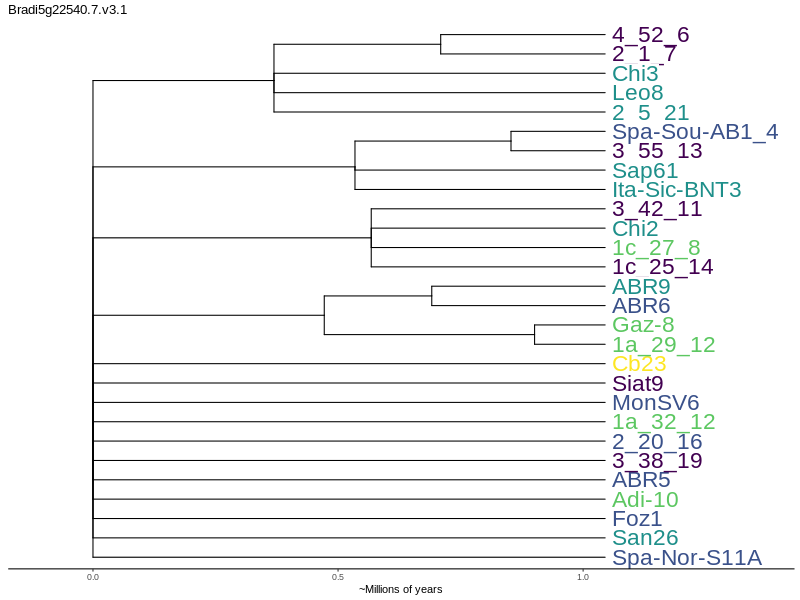 Bradi5g22540.7.v3.1
4_52_6
2_1_7
Chi3
Leo8
2_5_21
Spa-Sou-AB1_4
3_55_13
Sap61
Ita-Sic-BNT3
3_42_11
Chi2
1c_27_8
1c_25_14
ABR9
ABR6
Gaz-8
1a_29_12
Cb23
Siat9
MonSV6
1a_32_12
2_20_16
3_38_19
ABR5
Adi-10
Foz1
San26
Spa-Nor-S11A
0.0 0.5 1.0
~Millions of years